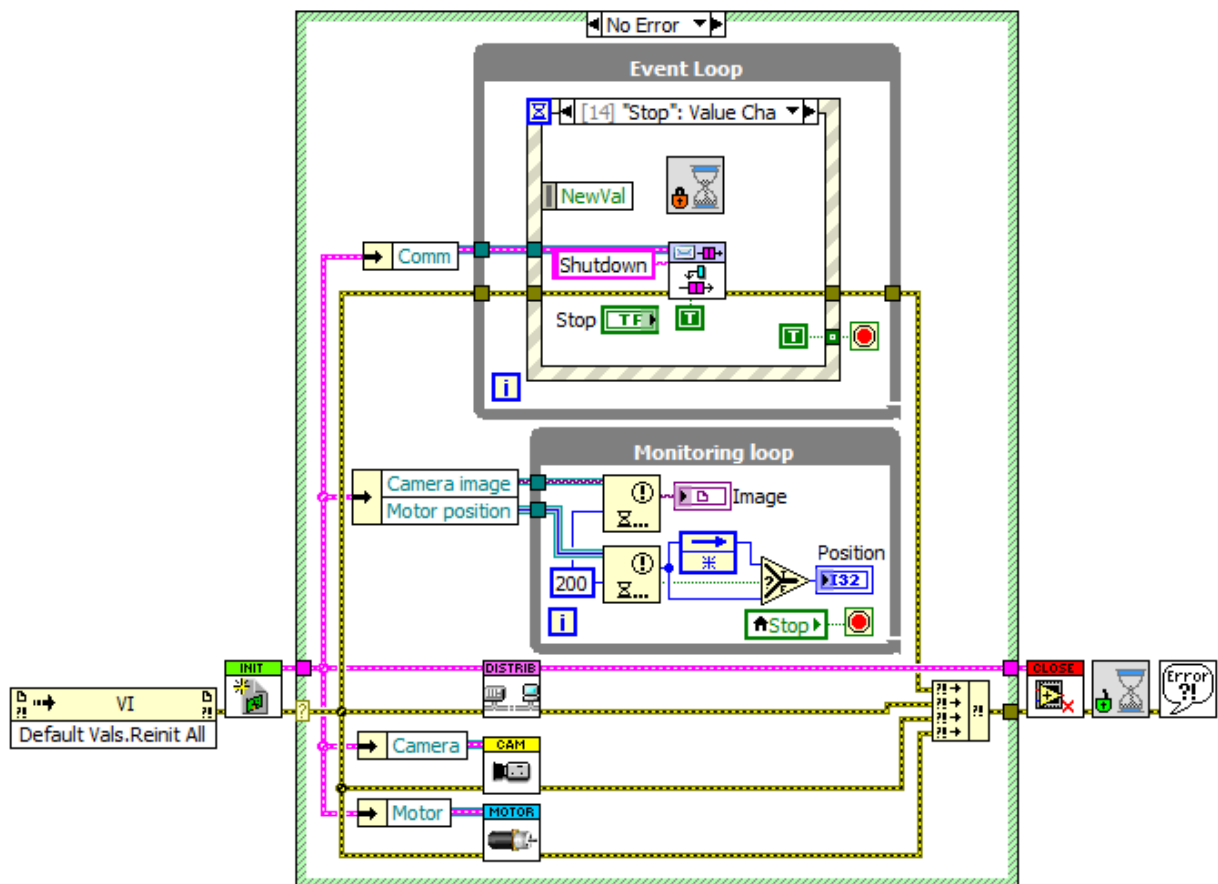 No Error
Event Loop
[14] "Stop": Value Cha
NewVal
Comm
Shutdown
Stop
TF
T
T
i
Monitoring loop
Camera image
Motor position
Image
Position
200
I32
i
Stop
INIT
DISTRIB
CLOSE
VI
Error
?!
Default Vals.Reinit All
Camera
CAM
Motor
MOTOR